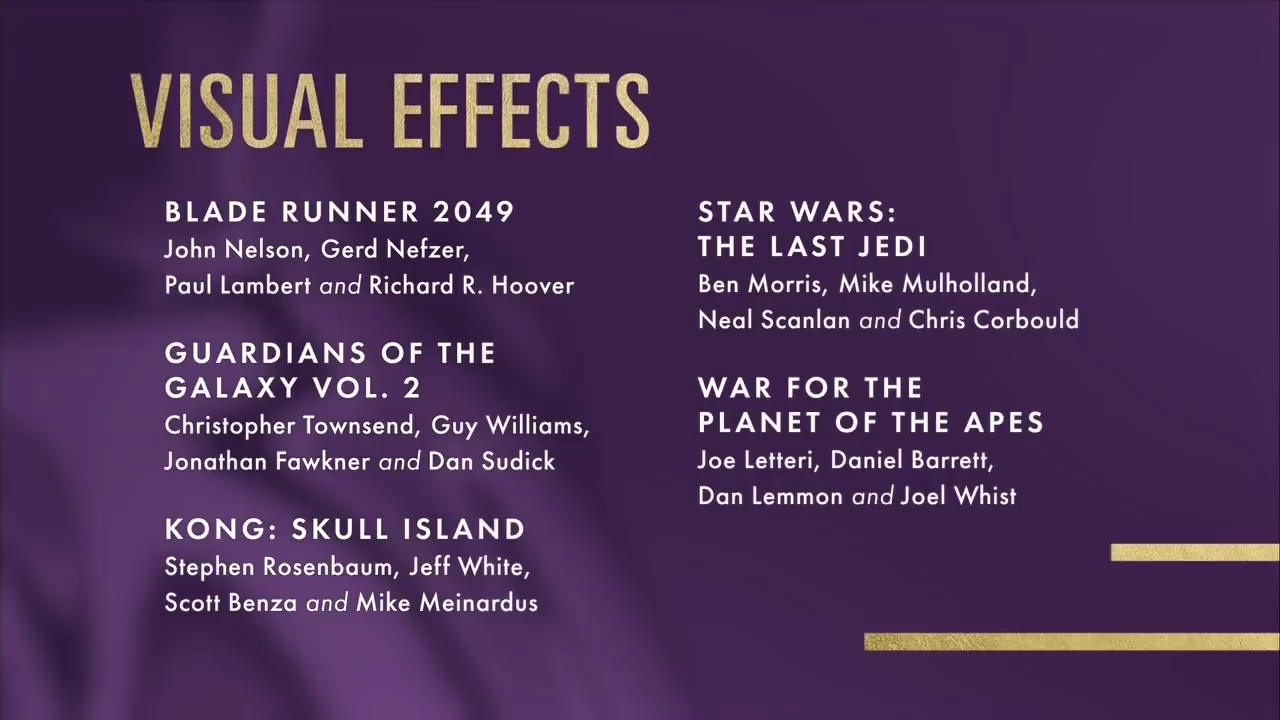 VISUAL EFFECTS
BLADE RUNNER 2049
John Nelson, Gerd Nefzer,
Paul Lambert and Richard R. Hoover
GUARDIANS OF THE
GALAXY VOL. 2
Christopher Townsend, Guy Williams,
Jonathan Fawkner and Dan Sudick
KONG: SKULL ISLAND
Stephen Rosenbaum, Jeff White,
Scott Benza and Mike Meinardus
STAR WARS:
THE LAST JEDI
Ben Morris, Mike Mulholland,
Neal Scanlan and Chris Corbould
WAR FOR THE
PLANET OF THE APES
Joe Letteri, Daniel Barrett,
Dan Lemmon and Joel Whist